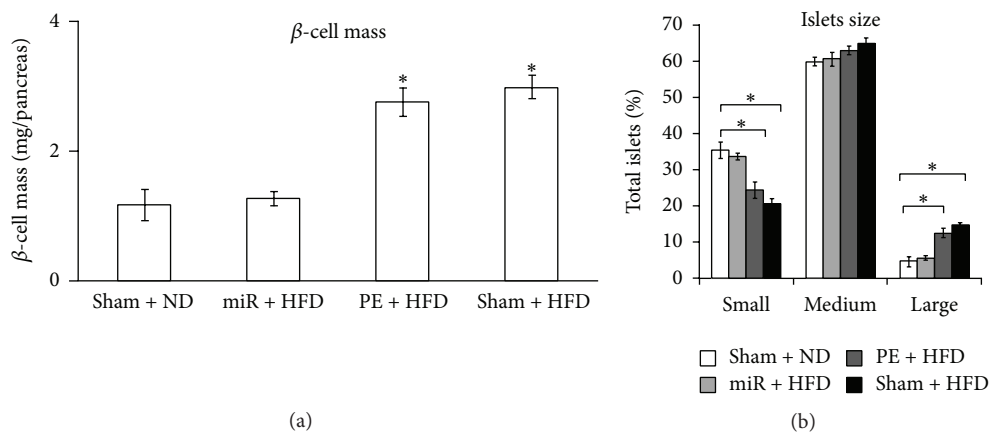 β-cell mass
β-cell mass (mg/pancreas)
4
2
0
*
*
Sham + ND
miR + HFD
PE + HFD
Sham + HFD
(a)
Islets size
Total islets (%)
70
60
50
40
30
20
10
0
*
*
*
*
Small
Medium
Large
Sham + ND
PE + HFD
miR + HFD
Sham + HFD
(b)